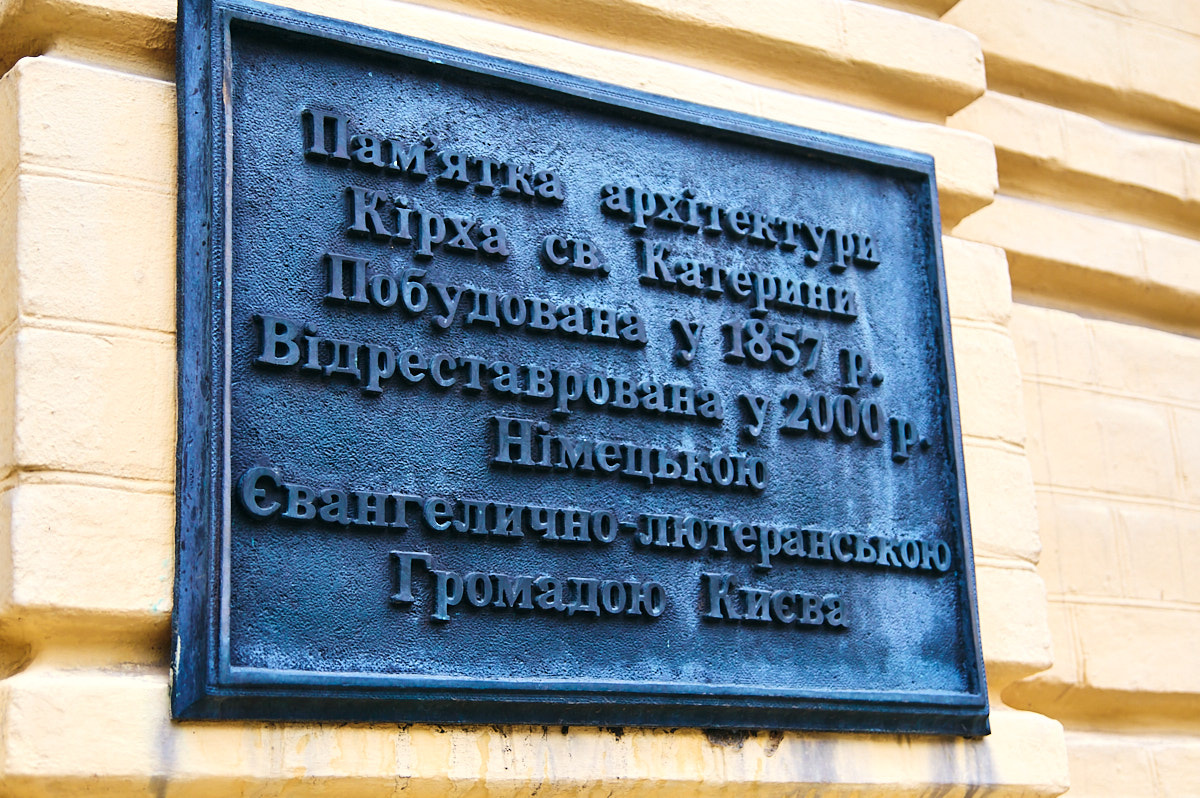 Пам'ятка архітектури
Кірха св. Катерини
Побудована у 1857 р.
Відреставрована у 2000 р.
Німецькою
Євангелично-лютеранською
Громадою Києва